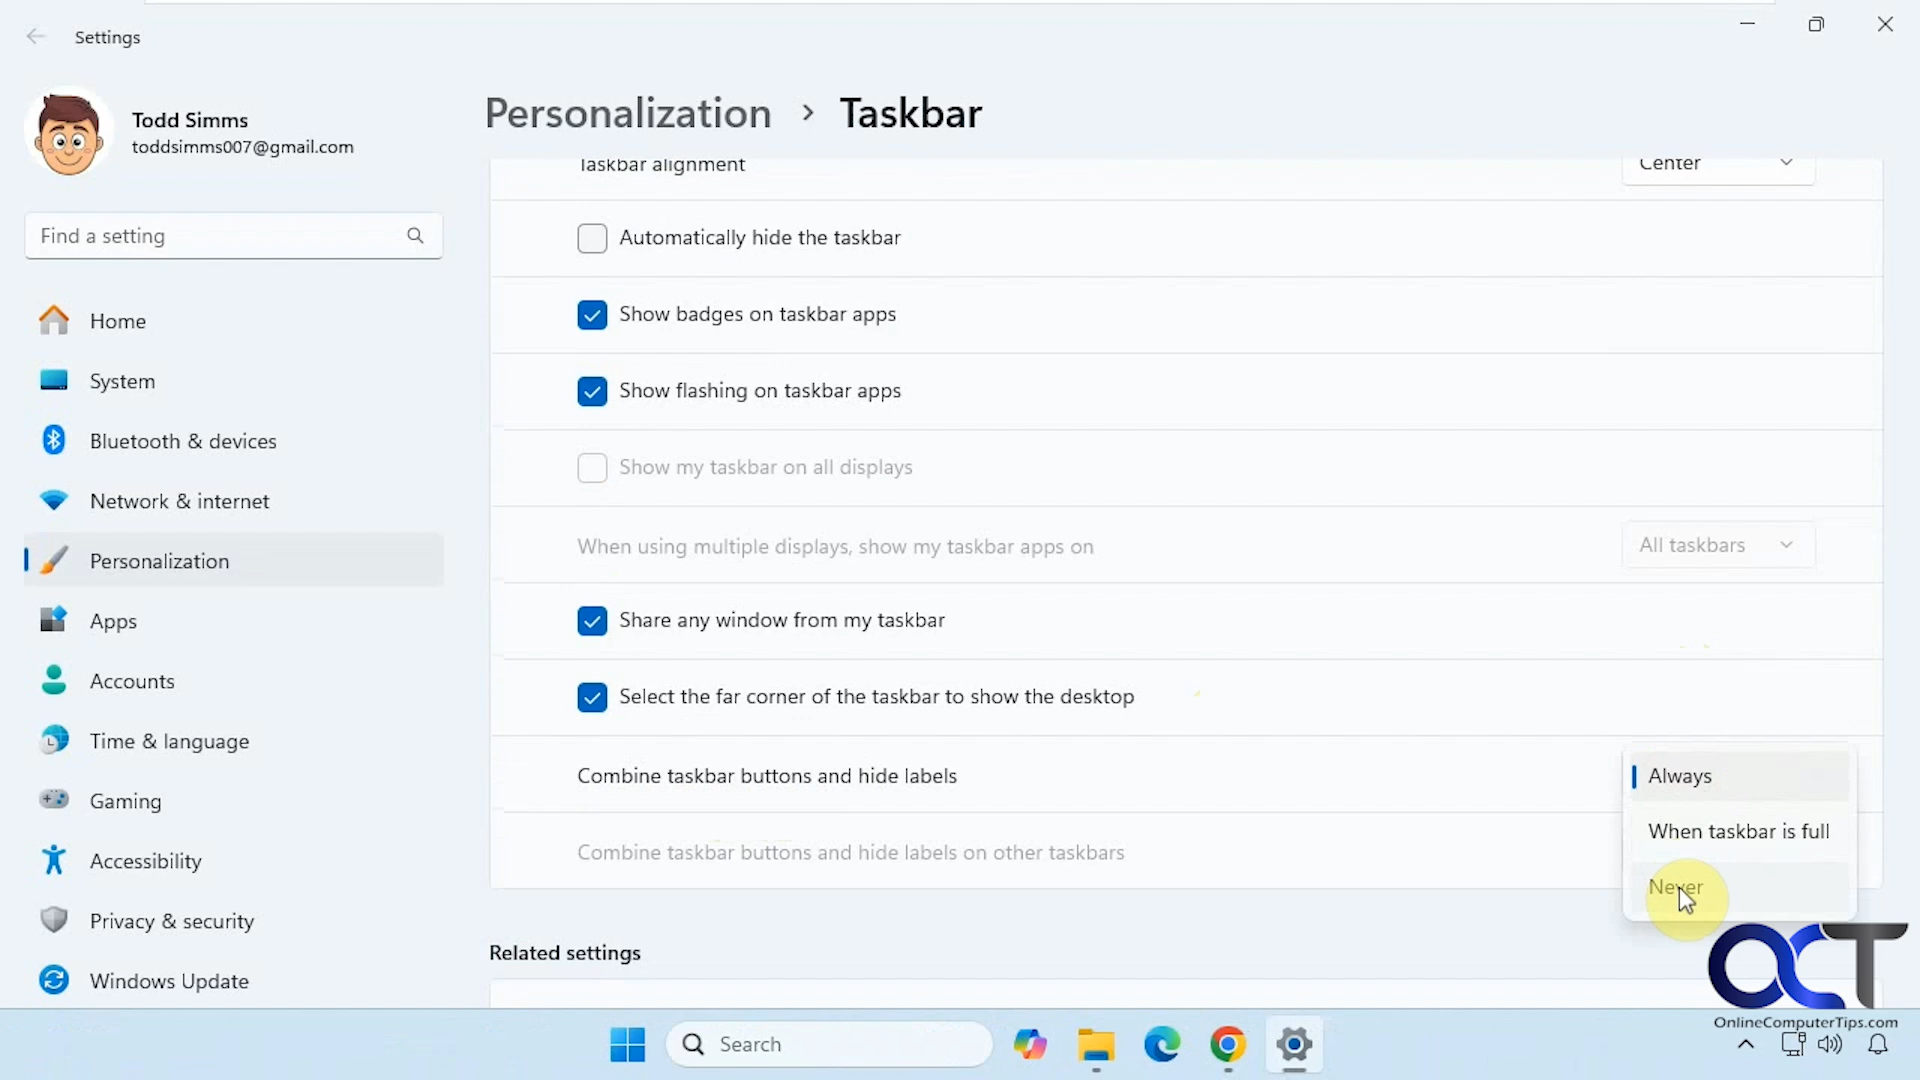 Settings
Todd Simms
toddsimms007@gmail.com
Find a setting
Home
System
Bluetooth & devices
Network & internet
Personalization
Apps
Accounts
Time & language
Gaming
Accessibility
Privacy & security
Windows Update
Personalization > Taskbar
Taskbar alignment
Center
Automatically hide the taskbar
Show badges on taskbar apps
Show flashing on taskbar apps
Show my taskbar on all displays
When using multiple displays, show my taskbar apps on
All taskbars
Share any window from my taskbar
Select the far corner of the taskbar to show the desktop
Combine taskbar buttons and hide labels
Always
When taskbar is full
Never
Combine taskbar buttons and hide labels on other taskbars
Related settings
OCT
OnlineComputerTips.com
Search